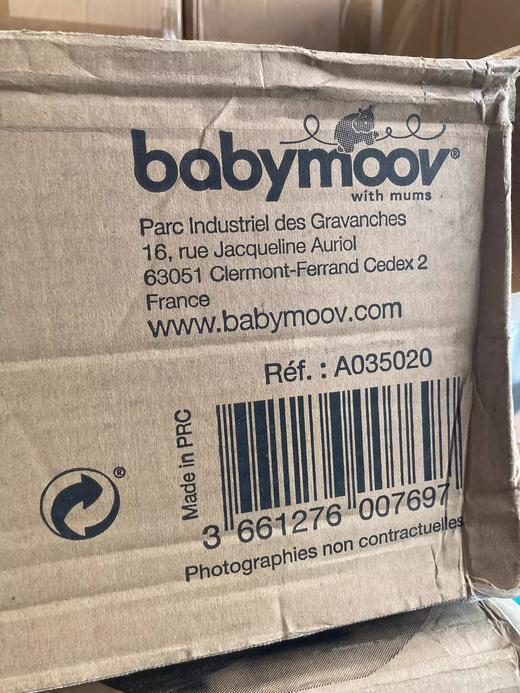 babymoov®
with mums
Parc Industriel des Gravanches
16, rue Jacqueline Auriol
63051 Clermont-Ferrand Cedex 2
France
www.babymoov.com
Réf. : A035020
Made in PRC
®
3 661276 007697
Photographies non contractuelles